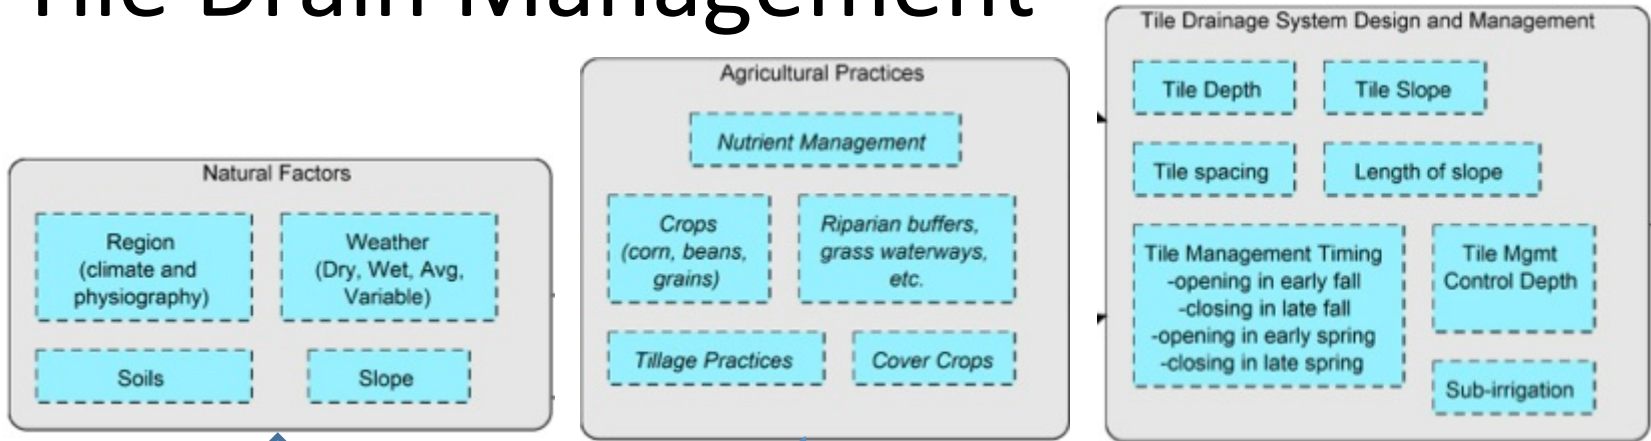 Tile Drain Management
Natural Factors
Region
(climate and
physiography)
Weather
(Dry, Wet, Avg,
Variable)
Soils
Slope
Agricultural Practices
Nutrient Management
Crops
(corn, beans,
grains)
Riparian buffers,
grass waterways,
etc.
Tillage Practices
Cover Crops
Tile Drainage System Design and Management
Tile Depth
Tile Slope
Tile spacing
Length of slope
Tile Management Timing
-opening in early fall
-closing in late fall
-opening in early spring
-closing in late spring
Tile Mgmt
Control Depth
Sub-irrigation